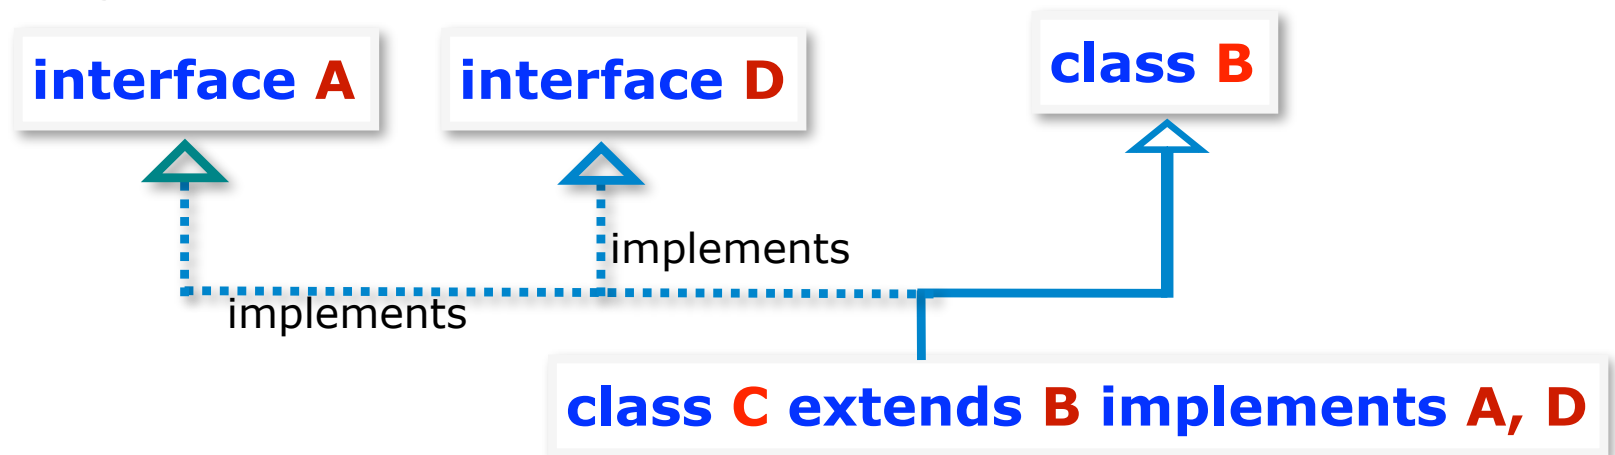 interface A
interface D
class B
implements
implements
class C extends B implements A, D